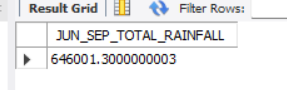 Result Grid Filter Rows:
JUN_SEP_TOTAL_RAINFALL
646001.3000000003